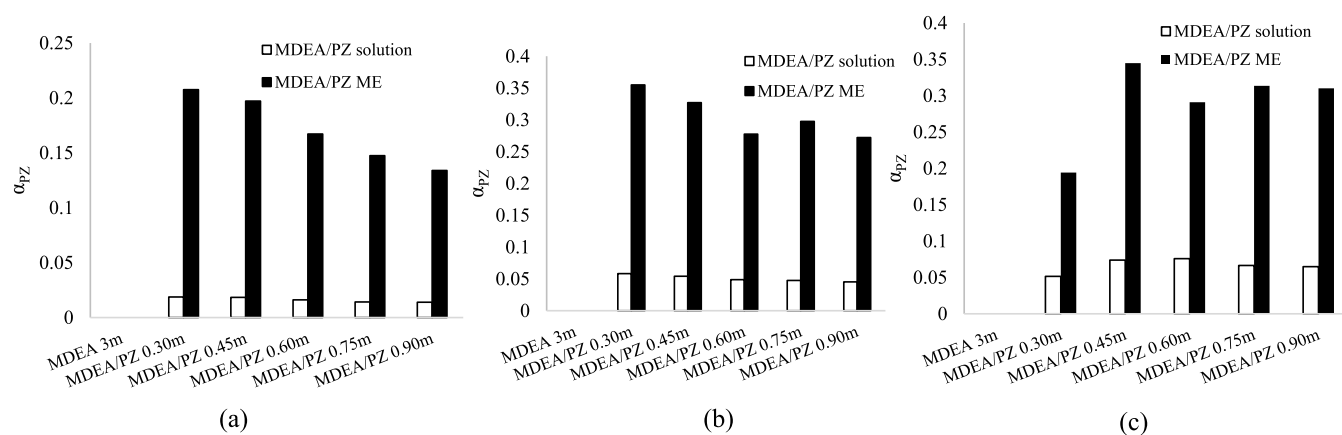 0.25
0.2
0.15
0.1
0.05
0
α_PZ
MDEA/PZ solution
MDEA/PZ ME
MDEA 3m
MDEA/PZ 0.30m
MDEA/PZ 0.45m
MDEA/PZ 0.60m
MDEA/PZ 0.75m
MDEA/PZ 0.90m
(a)
0.4
0.35
0.3
0.25
0.2
0.15
0.1
0.05
0
α_PZ
MDEA/PZ solution
MDEA/PZ ME
MDEA 3m
MDEA/PZ 0.30m
MDEA/PZ 0.45m
MDEA/PZ 0.60m
MDEA/PZ 0.75m
MDEA/PZ 0.90m
(b)
0.4
0.35
0.3
0.25
0.2
0.15
0.1
0.05
0
α_PZ
MDEA/PZ solution
MDEA/PZ ME
MDEA 3m
MDEA/PZ 0.30m
MDEA/PZ 0.45m
MDEA/PZ 0.60m
MDEA/PZ 0.75m
MDEA/PZ 0.90m
(c)